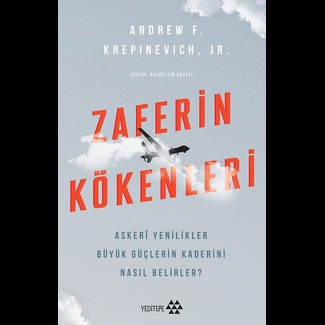 ANDREW F.
KREPINEVICH, JR.
ÇEVİRİ: HAYRETTİN KÖYELİ
ZAFERİN
KÖKENLERİ
ASKERÎ YENİLİKLER
BÜYÜK GÜÇLERİN KADERİNİ
NASIL BELİRLER?
YEDİTEPE